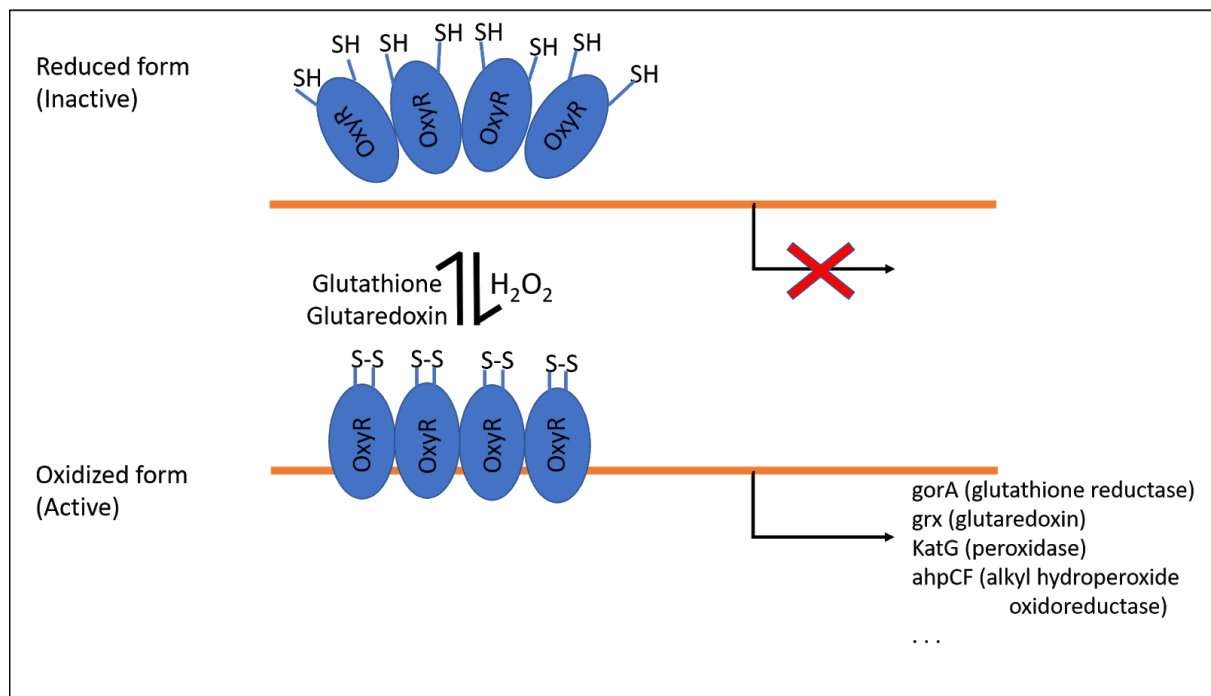 Reduced form
(Inactive)
SH SH SH SH SH SH SH SH
OxyR OxyR OxyR OxyR
Glutathione
Glutaredoxin
H₂O₂
S-S S-S S-S S-S
OxyR OxyR OxyR OxyR
Oxidized form
(Active)
gorA (glutathione reductase)
grx (glutaredoxin)
KatG (peroxidase)
ahpCF (alkyl hydroperoxide
oxidoreductase)
. . .